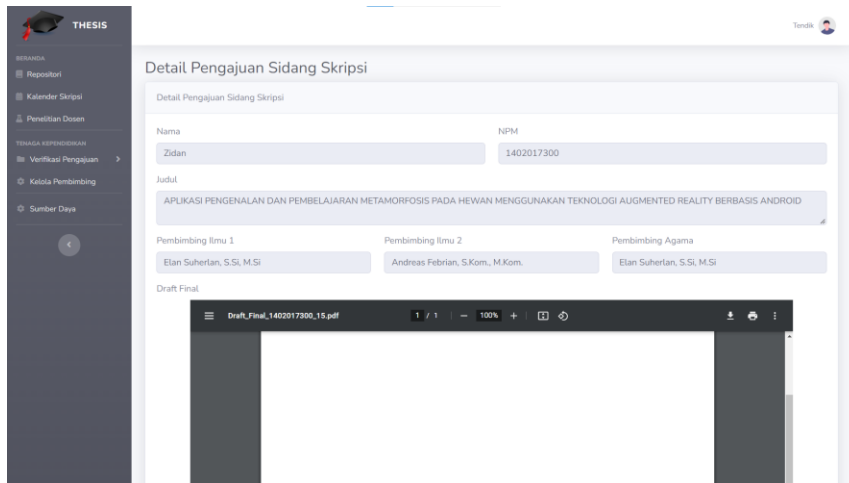 THESIS
Tendik
BERANDA
Repositori
Kalender Skripsi
Penelitian Dosen
TENAGA KEPENDIDIKAN
Verifikasi Pengajuan
Kelola Pembimbing
Sumber Daya
Detail Pengajuan Sidang Skripsi
Detail Pengajuan Sidang Skripsi
Nama NPM
Zidan 1402017300
Judul
APLIKASI PENGENALAN DAN PEMBELAJARAN METAMORFOSIS PADA HEWAN MENGGUNAKAN TEKNOLOGI AUGMENTED REALITY BERBASIS ANDROID
Pembimbing Ilmu 1 Pembimbing Ilmu 2 Pembimbing Agama
Elan Suherlan, S.Si, M.Si Andreas Febrian, S.Kom., M.Kom. Elan Suherlan, S.Si, M.Si
Draft Final
Draft_Final_1402017300_15.pdf 1 / 1 100%